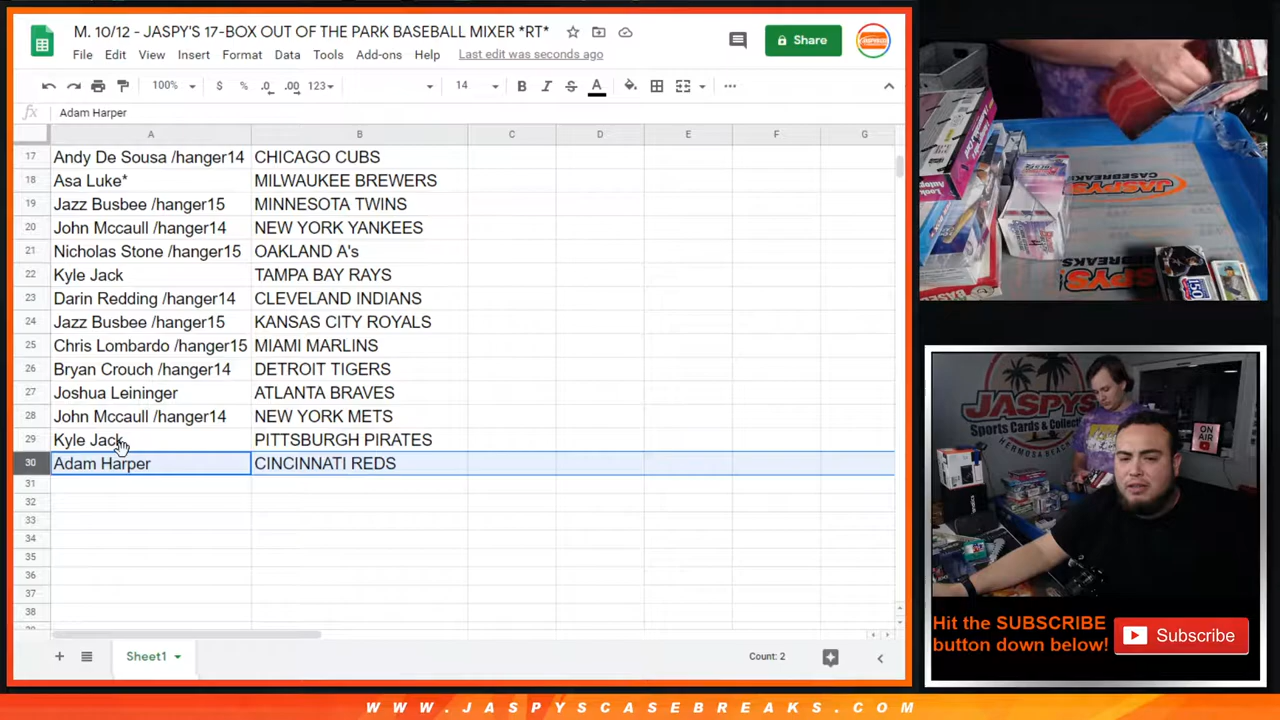 M. 10/12 - JASPY'S 17-BOX OUT OF THE PARK BASEBALL MIXER *RT*
File Edit View Insert Format Data Tools Add-ons Help Last edit was seconds ago
Share
100% $ % .0 .00 123 14 B I S A
fx Adam Harper
A B C D E F G
17 Andy De Sousa /hanger14 CHICAGO CUBS
18 Asa Luke* MILWAUKEE BREWERS
19 Jazz Busbee /hanger15 MINNESOTA TWINS
20 John Mccaull /hanger14 NEW YORK YANKEES
21 Nicholas Stone /hanger15 OAKLAND A's
22 Kyle Jack TAMPA BAY RAYS
23 Darin Redding /hanger14 CLEVELAND INDIANS
24 Jazz Busbee /hanger15 KANSAS CITY ROYALS
25 Chris Lombardo /hanger15 MIAMI MARLINS
26 Bryan Crouch /hanger14 DETROIT TIGERS
27 Joshua Leininger ATLANTA BRAVES
28 John Mccaull /hanger14 NEW YORK METS
29 Kyle Jack PITTSBURGH PIRATES
30 Adam Harper CINCINNATI REDS
31
32
33
34
35
36
37
38
Sheet1
Count: 2
JASPY'S
CASEBREAKS
150
JASPY'S
Sports Cards & Collect
HERMOSA BEACH
ON AIR
Hit the SUBSCRIBE
button down below!
Subscribe
WWW.JASPYSCASEBREAKS.COM